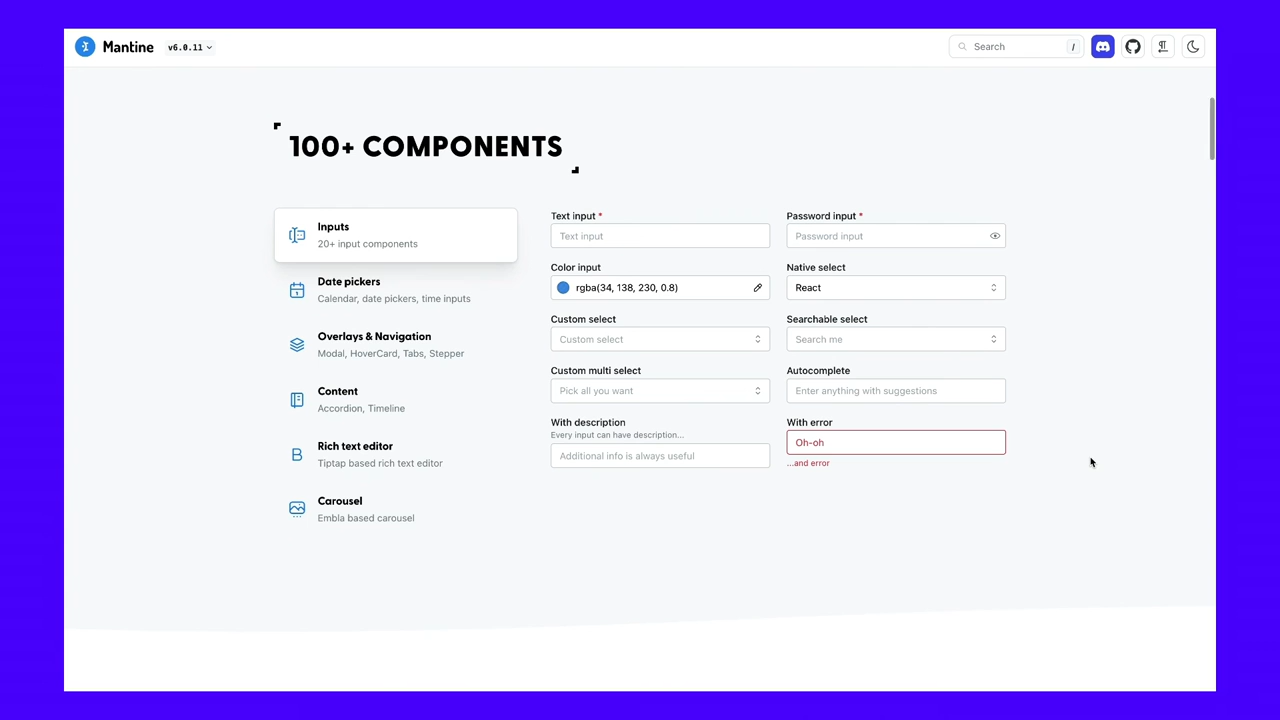 Mantine v6.0.11
Search /
100+ COMPONENTS
Inputs
20+ input components
Date pickers
Calendar, date pickers, time inputs
Overlays & Navigation
Modal, HoverCard, Tabs, Stepper
Content
Accordion, Timeline
Rich text editor
Tiptap based rich text editor
Carousel
Embla based carousel
Text input *
Text input
Password input *
Password input
Color input
rgba(34, 138, 230, 0.8)
Native select
React
Custom select
Custom select
Searchable select
Search me
Custom multi select
Pick all you want
Autocomplete
Enter anything with suggestions
With description
Every input can have description...
Additional info is always useful
With error
Oh-oh
...and error